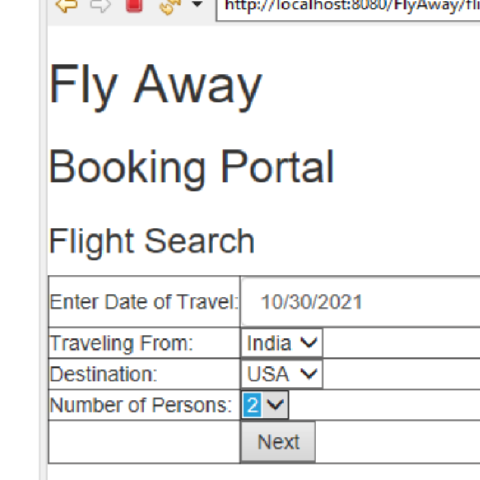 http://localhost:8080/FlyAway/fli
Fly Away
Booking Portal
Flight Search
Enter Date of Travel: 10/30/2021
Traveling From: India
Destination: USA
Number of Persons: 2
Next